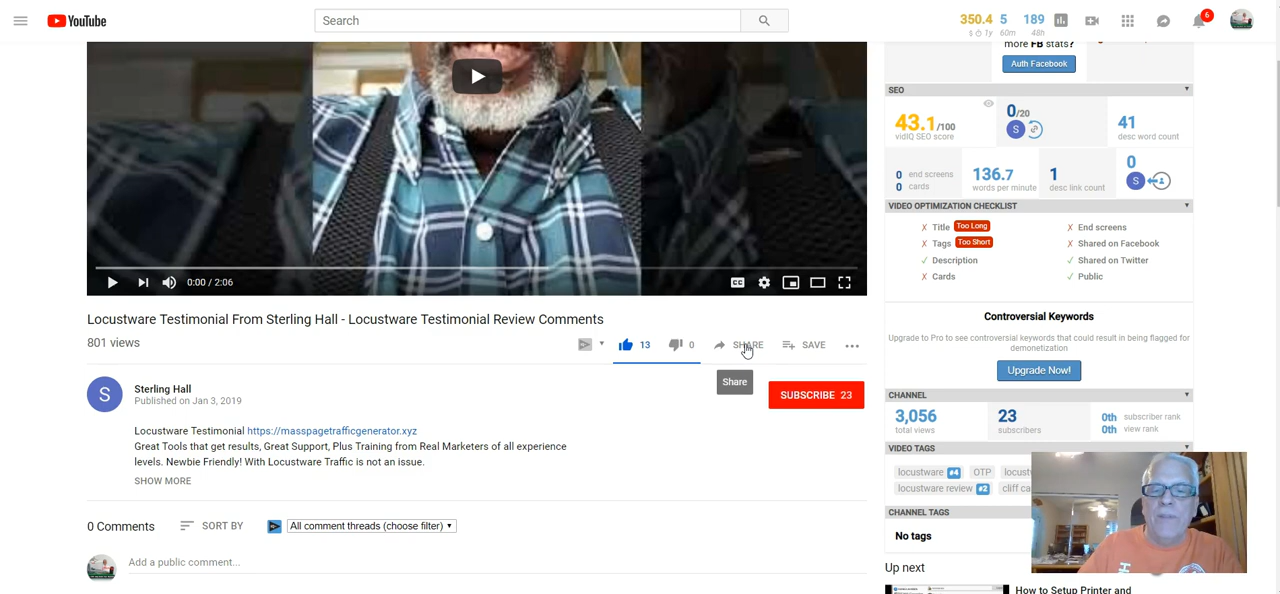 YouTube
Search
350.4 5 189
$ 1y 60m 48h
6
more FB stats?
Auth Facebook
SEO
43.1/100
vidIQ SEO score
0/20
S
41
desc word count
0 end screens
0 cards
136.7
words per minute
1
desc link count
0
S
VIDEO OPTIMIZATION CHECKLIST
✗ Title Too Long
✗ End screens
✗ Tags Too Short
✗ Shared on Facebook
✓ Description
✓ Shared on Twitter
✗ Cards
✓ Public
0:00 / 2:06
CC
Controversial Keywords
Upgrade to Pro to see controversial keywords that could result in being flagged for
demonetization
Upgrade Now!
Locustware Testimonial From Sterling Hall - Locustware Testimonial Review Comments
801 views
13 0 SHARE SAVE
Share
S
Sterling Hall
Published on Jan 3, 2019
SUBSCRIBE 23
CHANNEL
3,056
total views
23
subscribers
0th subscriber rank
0th view rank
Locustware Testimonial https://masspagetrafficgenerator.xyz
Great Tools that get results, Great Support, Plus Training from Real Marketers of all experience
levels. Newbie Friendly! With Locustware Traffic is not an issue.
SHOW MORE
VIDEO TAGS
locustware #4 OTP locust
locustware review #2 cliff ca
CHANNEL TAGS
No tags
0 Comments SORT BY All comment threads (choose filter)
Add a public comment...
Up next
How to Setup Printer and